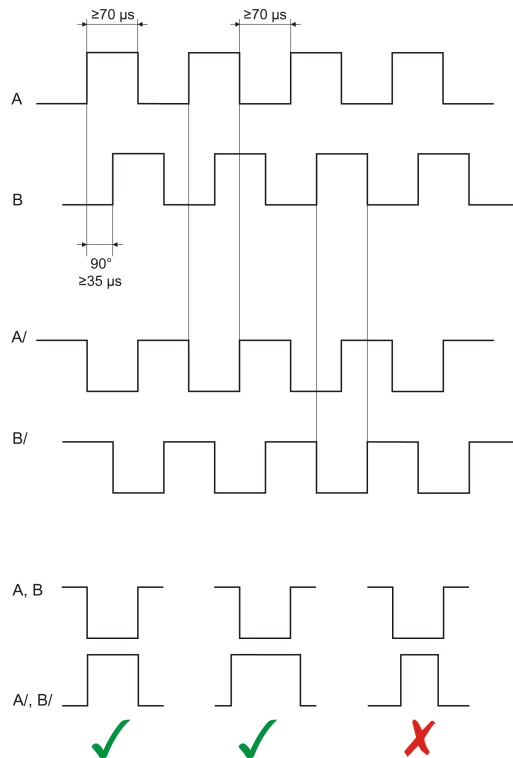 ≥70 µs ≥70 µs
A
B
90°
≥35 µs
A/
B/
A, B
A/, B/